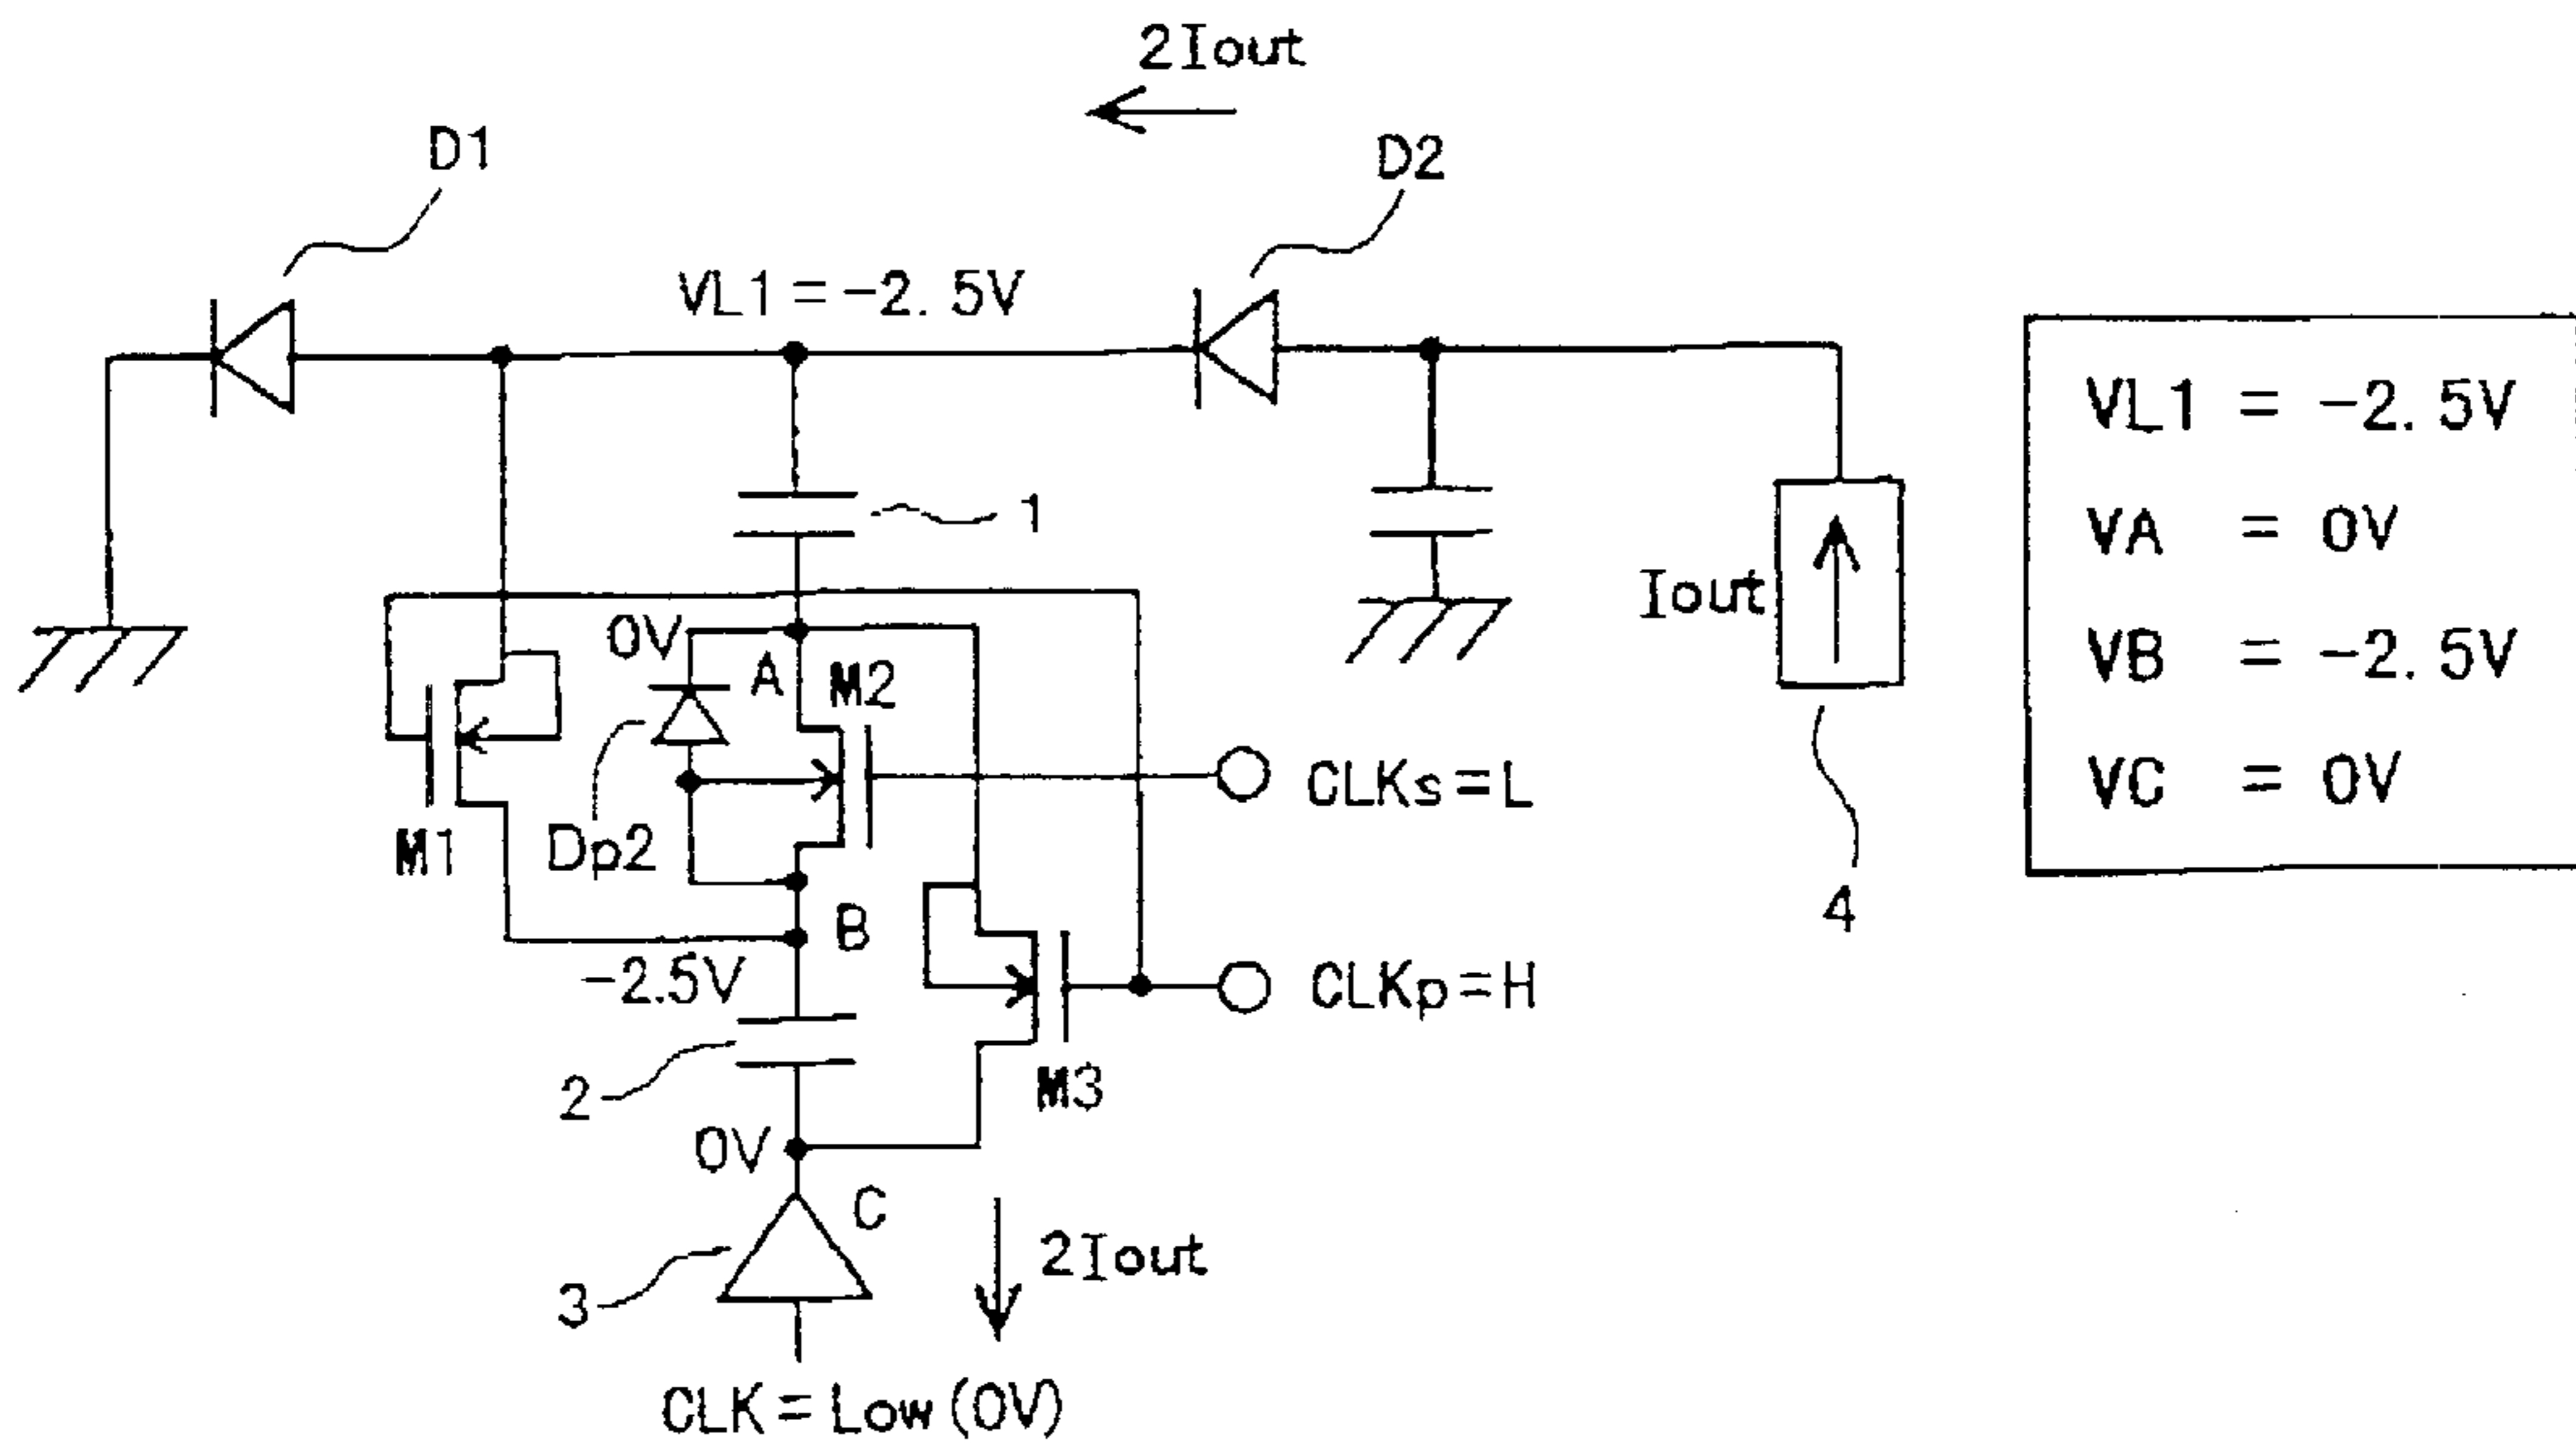 2Iout
D1
D2
VL1=-2.5V
VL1 = -2.5V
VA = 0V
VB = -2.5V
VC = 0V
1
Iout
0V
A
M2
CLKs=L
M1
Dp2
4
B
-2.5V
CLKp=H
2
M3
0V
C
2Iout
3
CLK=Low(0V)